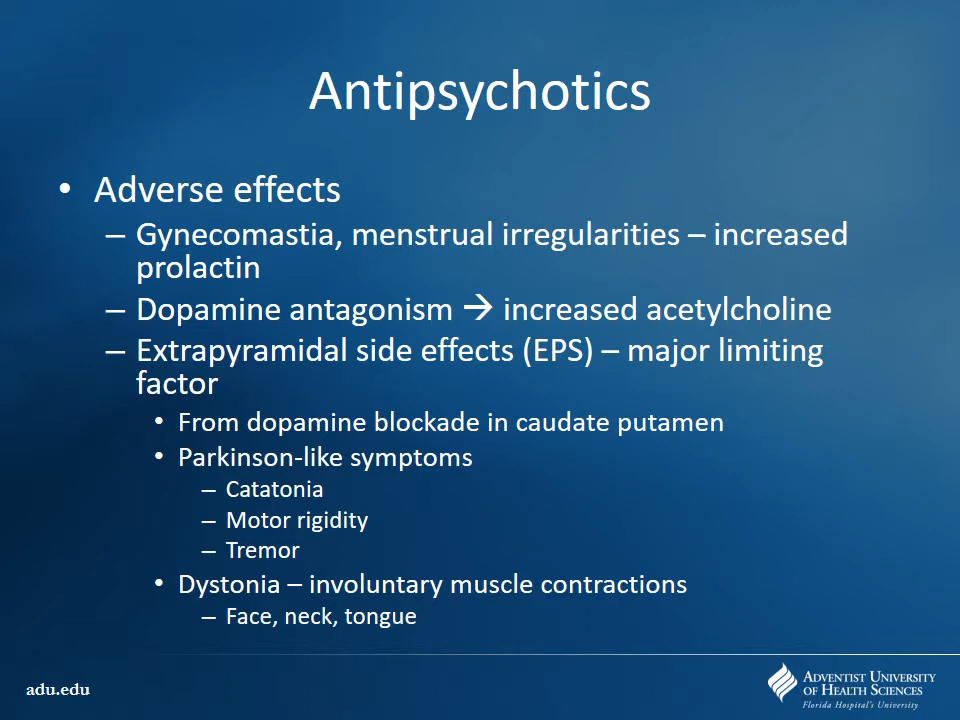 Antipsychotics
• Adverse effects
– Gynecomastia, menstrual irregularities – increased
prolactin
– Dopamine antagonism → increased acetylcholine
– Extrapyramidal side effects (EPS) – major limiting
factor
• From dopamine blockade in caudate putamen
• Parkinson-like symptoms
– Catatonia
– Motor rigidity
– Tremor
• Dystonia – involuntary muscle contractions
– Face, neck, tongue
adu.edu
ADVENTIST UNIVERSITY
OF HEALTH SCIENCES
Florida Hospital's University